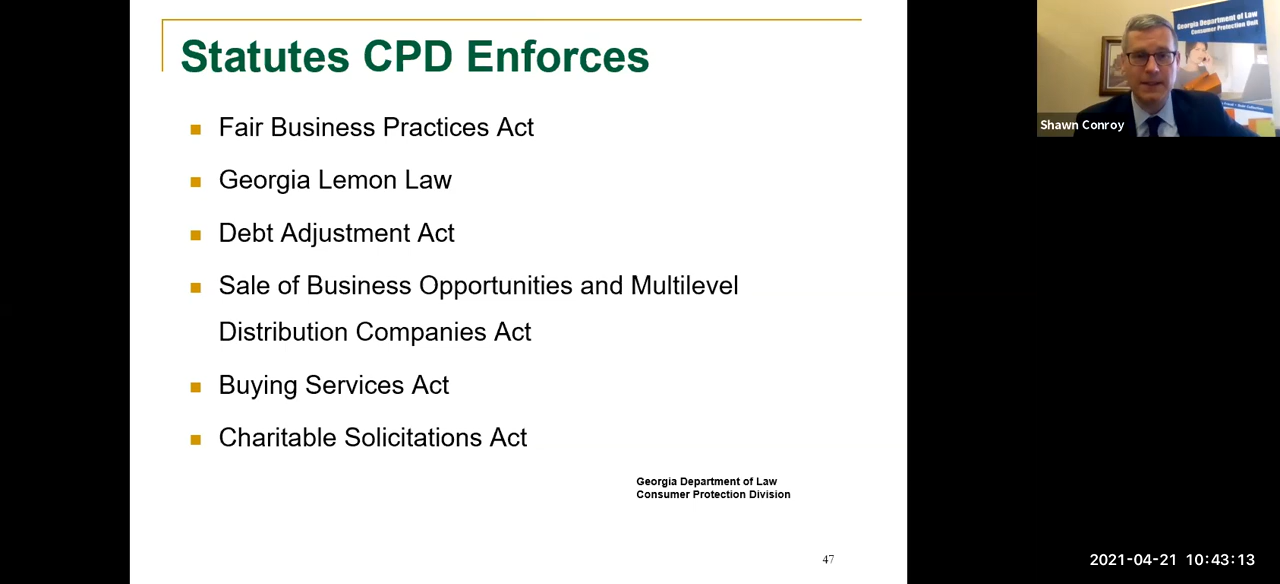 Statutes CPD Enforces
Fair Business Practices Act
Georgia Lemon Law
Debt Adjustment Act
Sale of Business Opportunities and Multilevel
Distribution Companies Act
Buying Services Act
Charitable Solicitations Act
Georgia Department of Law
Consumer Protection Division
47
Georgia Department of Law
Consumer Protection Unit
Shawn Conroy
2021-04-21 10:43:13